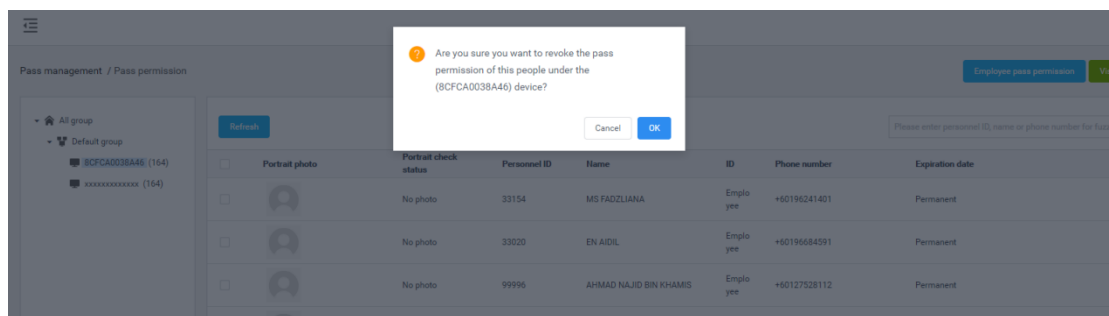 Are you sure you want to revoke the pass
permission of this people under the
(8CFCA0038A46) device?
Cancel
OK
Pass management / Pass permission
Employee pass permission
All group
Default group
8CFCA0038A46 (164)
xxxxxxxxxxxxx (164)
Refresh
Please enter personnel ID, name or phone number for
Portrait photo
Portrait check
status
Personnel ID
Name
ID
Phone number
Expiration date
No photo
33154
MS FADZLIANA
Emplo
yee
+60196241401
Permanent
No photo
33020
EN AIDIL
Emplo
yee
+60196684591
Permanent
No photo
99996
AHMAD NAJID BIN KHAMIS
Emplo
yee
+60127528112
Permanent